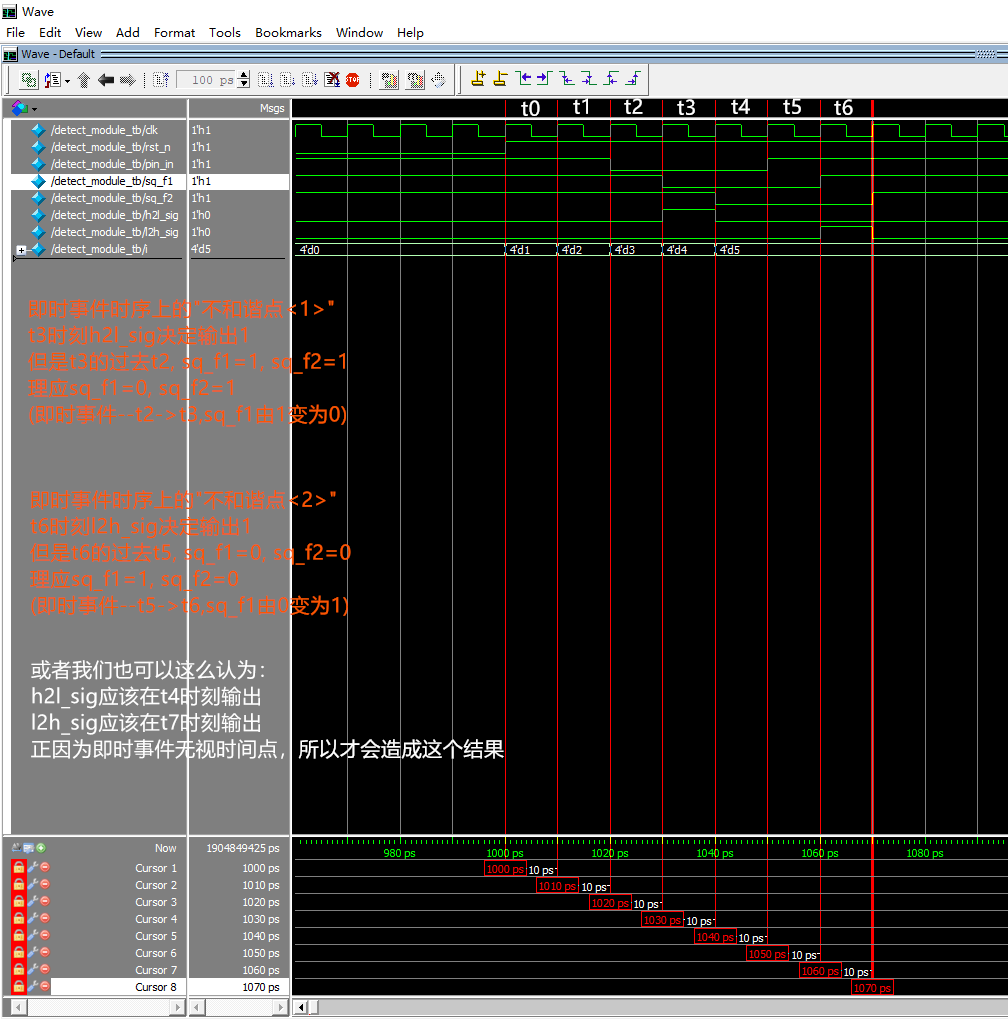 Wave
File Edit View Add Format Tools Bookmarks Window Help
Wave - Default
100 ps
STOP
Msgs
t0 t1 t2 t3 t4 t5 t6
/detect_module_tb/clk 1'h1
/detect_module_tb/rst_n 1'h1
/detect_module_tb/pin_in 1'h1
/detect_module_tb/sq_f1 1'h1
/detect_module_tb/sq_f2 1'h1
/detect_module_tb/h2l_sig 1'h0
/detect_module_tb/l2h_sig 1'h0
/detect_module_tb/i 4'd5 4'd0 4'd1 4'd2 4'd3 4'd4 4'd5
即时事件时序上的"不和谐点<1>"
t3时刻h2l_sig决定输出1
但是t3的过去t2, sq_f1=1, sq_f2=1
理应sq_f1=0, sq_f2=1
(即时事件--t2->t3,sq_f1由1变为0)
即时事件时序上的"不和谐点<2>"
t6时刻l2h_sig决定输出1
但是t6的过去t5, sq_f1=0, sq_f2=0
理应sq_f1=1, sq_f2=0
(即时事件--t5->t6,sq_f1由0变为1)
或者我们也可以这么认为:
h2l_sig应该在t4时刻输出
l2h_sig应该在t7时刻输出
正因为即时事件无视时间点，所以才会造成这个结果
Now 1904849425 ps 980 ps 1000 ps 1020 ps 1040 ps 1060 ps 1080 ps
Cursor 1 1000 ps 1000 ps 10 ps
Cursor 2 1010 ps 1010 ps 10 ps
Cursor 3 1020 ps 1020 ps 10 ps
Cursor 4 1030 ps 1030 ps 10 ps
Cursor 5 1040 ps 1040 ps 10 ps
Cursor 6 1050 ps 1050 ps 10 ps
Cursor 7 1060 ps 1060 ps 10 ps
Cursor 8 1070 ps 1070 ps